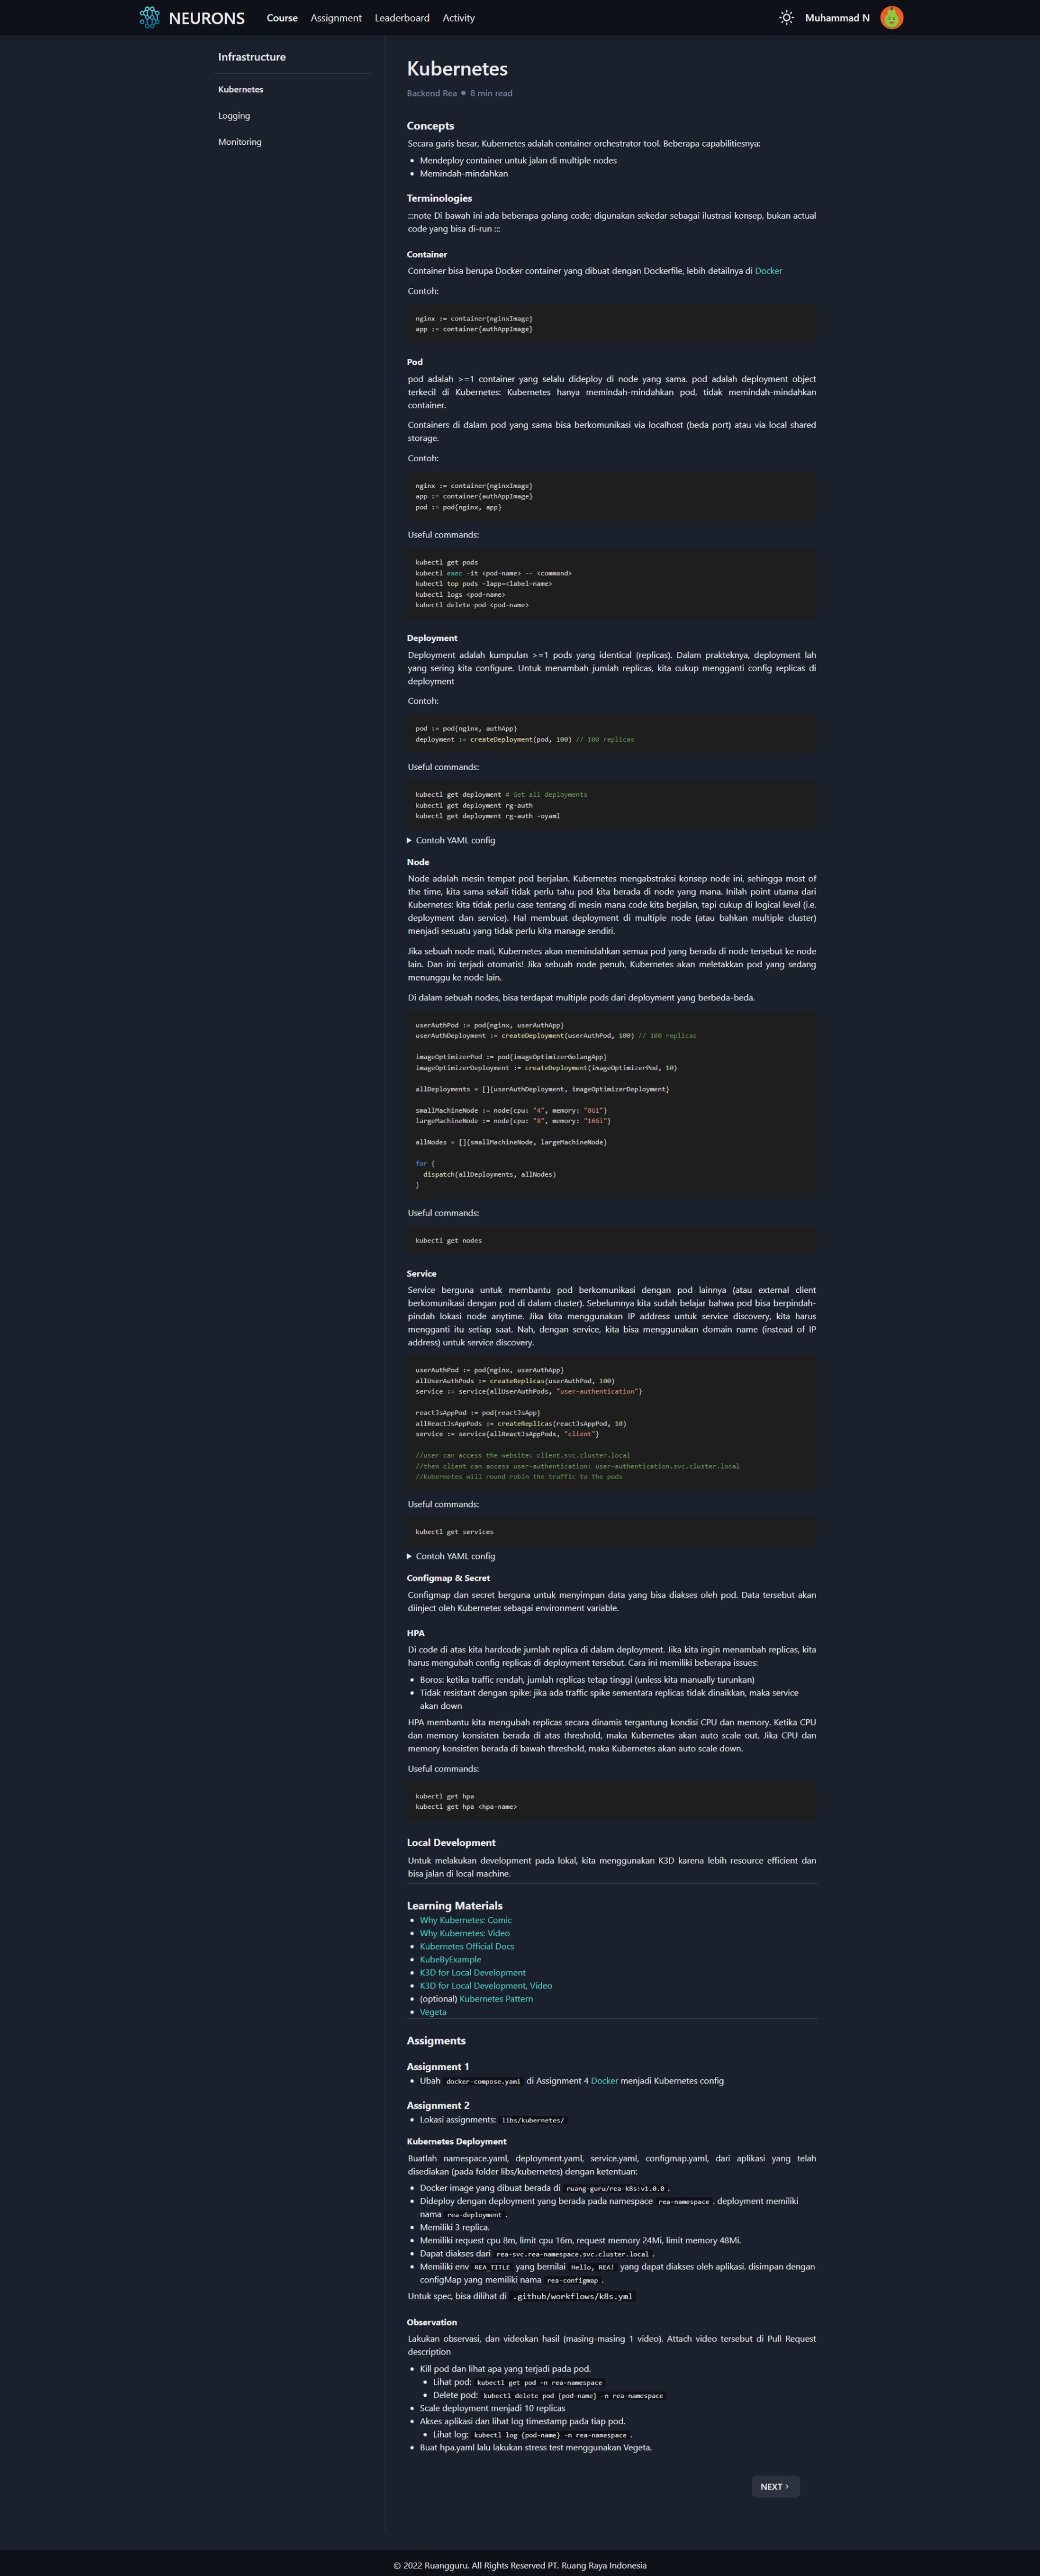 NEURONS
Course
Assignment
Leaderboard
Activity
Muhammad N
Infrastructure
Kubernetes
Logging
Monitoring
Kubernetes
Backend Rea • 8 min read
Concepts
Secara garis besar, Kubernetes adalah container orchestrator tool. Beberapa capabilitiesnya:
• Mendeploy container untuk jalan di multiple nodes
• Memindah-mindahkan
Terminologies
:::note Di bawah ini ada beberapa golang code; digunakan sekedar sebagai ilustrasi konsep, bukan actual
code yang bisa di-run :::
Container
Container bisa berupa Docker container yang dibuat dengan Dockerfile, lebih detailnya di Docker
Contoh:
nginx := container{nginxImage}
app := container{authAppImage}
Pod
pod adalah >=1 container yang selalu dideploy di node yang sama. pod adalah deployment object
terkecil di Kubernetes: Kubernetes hanya memindah-mindahkan pod, tidak memindah-mindahkan
container.
Containers di dalam pod yang sama bisa berkomunikasi via localhost (beda port) atau via local shared
storage.
Contoh:
nginx := container{nginxImage}
app := container{authAppImage}
pod := pod{nginx, app}
Useful commands:
kubectl get pods
kubectl exec -it <pod-name> -- <command>
kubectl top pods -lapp=<label-name>
kubectl logs <pod-name>
kubectl delete pod <pod-name>
Deployment
Deployment adalah kumpulan >=1 pods yang identical (replicas). Dalam prakteknya, deployment lah
yang sering kita configure. Untuk menambah jumlah replicas, kita cukup mengganti config replicas di
deployment
Contoh:
pod := pod{nginx, authApp}
deployment := createDeployment(pod, 100) // 100 replicas
Useful commands:
kubectl get deployment # Get all deployments
kubectl get deployment rg-auth
kubectl get deployment rg-auth -oyaml
▶ Contoh YAML config
Node
Node adalah mesin tempat pod berjalan. Kubernetes mengabstraksi konsep node ini, sehingga most of
the time, kita sama sekali tidak perlu tahu pod kita berada di node yang mana. Inilah point utama dari
Kubernetes: kita tidak perlu case tentang di mesin mana code kita berjalan, tapi cukup di logical level (i.e.
deployment dan service). Hal membuat deployment di multiple node (atau bahkan multiple cluster)
menjadi sesuatu yang tidak perlu kita manage sendiri.
Jika sebuah node mati, Kubernetes akan memindahkan semua pod yang berada di node tersebut ke node
lain. Dan ini terjadi otomatis! Jika sebuah node penuh, Kubernetes akan meletakkan pod yang sedang
menunggu ke node lain.
Di dalam sebuah nodes, bisa terdapat multiple pods dari deployment yang berbeda-beda.
userAuthPod := pod{nginx, userAuthApp}
userAuthDeployment := createDeployment(userAuthPod, 100) // 100 replicas
imageOptimizerPod := pod{imageOptimizerGolangApp}
imageOptimizerDeployment := createDeployment(imageOptimizerPod, 10)
allDeployments = []{userAuthDeployment, imageOptimizerDeployment}
smallMachineNode := node{cpu: "4", memory: "8Gi"}
largeMachineNode := node{cpu: "8", memory: "16Gi"}
allNodes = []{smallMachineNode, largeMachineNode}
for {
dispatch(allDeployments, allNodes)
}
Useful commands:
kubectl get nodes
Service
Service berguna untuk membantu pod berkomunikasi dengan pod lainnya (atau external client
berkomunikasi dengan pod di dalam cluster). Sebelumnya kita sudah belajar bahwa pod bisa berpindah-
pindah lokasi node anytime. Jika kita menggunakan IP address untuk service discovery, kita harus
mengganti itu setiap saat. Nah, dengan service, kita bisa menggunakan domain name (instead of IP
address) untuk service discovery.
userAuthPod := pod{nginx, userAuthApp}
allUserAuthPods := createReplicas(userAuthPod, 100)
service := service{allUserAuthPods, "user-authentication"}
reactJsAppPod := pod{reactJsApp}
allReactJsAppPods := createReplicas(reactJsAppPod, 10)
service := service{allReactJsAppPods, "client"}
//user can access the website: client.svc.cluster.local
//then client can access user-authentication: user-authentication.svc.cluster.local
//Kubernetes will round robin the traffic to the pods
Useful commands:
kubectl get services
▶ Contoh YAML config
Configmap & Secret
Configmap dan secret berguna untuk menyimpan data yang bisa diakses oleh pod. Data tersebut akan
diinject oleh Kubernetes sebagai environment variable.
HPA
Di code di atas kita hardcode jumlah replica di dalam deployment. Jika kita ingin menambah replicas, kita
harus mengubah config replicas di deployment tersebut. Cara ini memiliki beberapa issues:
• Boros: ketika traffic rendah, jumlah replicas tetap tinggi (unless kita manually turunkan)
• Tidak resistant dengan spike: jika ada traffic spike sementara replicas tidak dinaikkan, maka service
akan down
HPA membantu kita mengubah replicas secara dinamis tergantung kondisi CPU dan memory. Ketika CPU
dan memory konsisten berada di atas threshold, maka Kubernetes akan auto scale out. Jika CPU dan
memory konsisten berada di bawah threshold, maka Kubernetes akan auto scale down.
Useful commands:
kubectl get hpa
kubectl get hpa <hpa-name>
Local Development
Untuk melakukan development pada lokal, kita menggunakan K3D karena lebih resource efficient dan
bisa jalan di local machine.
Learning Materials
• Why Kubernetes: Comic
• Why Kubernetes: Video
• Kubernetes Official Docs
• KubeByExample
• K3D for Local Development
• K3D for Local Development, Video
• (optional) Kubernetes Pattern
• Vegeta
Assigments
Assignment 1
• Ubah docker-compose.yaml di Assignment 4 Docker menjadi Kubernetes config
Assignment 2
• Lokasi assignments: libs/kubernetes/
Kubernetes Deployment
Buatlah namespace.yaml, deployment.yaml, service.yaml, configmap.yaml, dari aplikasi yang telah
disediakan (pada folder libs/kubernetes) dengan ketentuan:
• Docker image yang dibuat berada di ruang-guru/rea-k8s:v1.0.0 .
• Dideploy dengan deployment yang berada pada namespace rea-namespace . deployment memiliki
nama rea-deployment .
• Memiliki 3 replica.
• Memiliki request cpu 8m, limit cpu 16m, request memory 24Mi, limit memory 48Mi.
• Dapat diakses dari rea-svc.rea-namespace.svc.cluster.local .
• Memiliki env REA_TITLE yang bernilai Hello, REA! yang dapat diakses oleh aplikasi. disimpan dengan
configMap yang memiliki nama rea-configmap .
Untuk spec, bisa dilihat di .github/workflows/k8s.yml
Observation
Lakukan observasi, dan videokan hasil (masing-masing 1 video). Attach video tersebut di Pull Request
description
• Kill pod dan lihat apa yang terjadi pada pod.
• Lihat pod: kubectl get pod -n rea-namespace
• Delete pod: kubectl delete pod {pod-name} -n rea-namespace
• Scale deployment menjadi 10 replicas
• Akses aplikasi dan lihat log timestamp pada tiap pod.
• Lihat log: kubectl log {pod-name} -n rea-namespace .
• Buat hpa.yaml lalu lakukan stress test menggunakan Vegeta.
NEXT ›
© 2022 Ruangguru. All Rights Reserved PT. Ruang Raya Indonesia